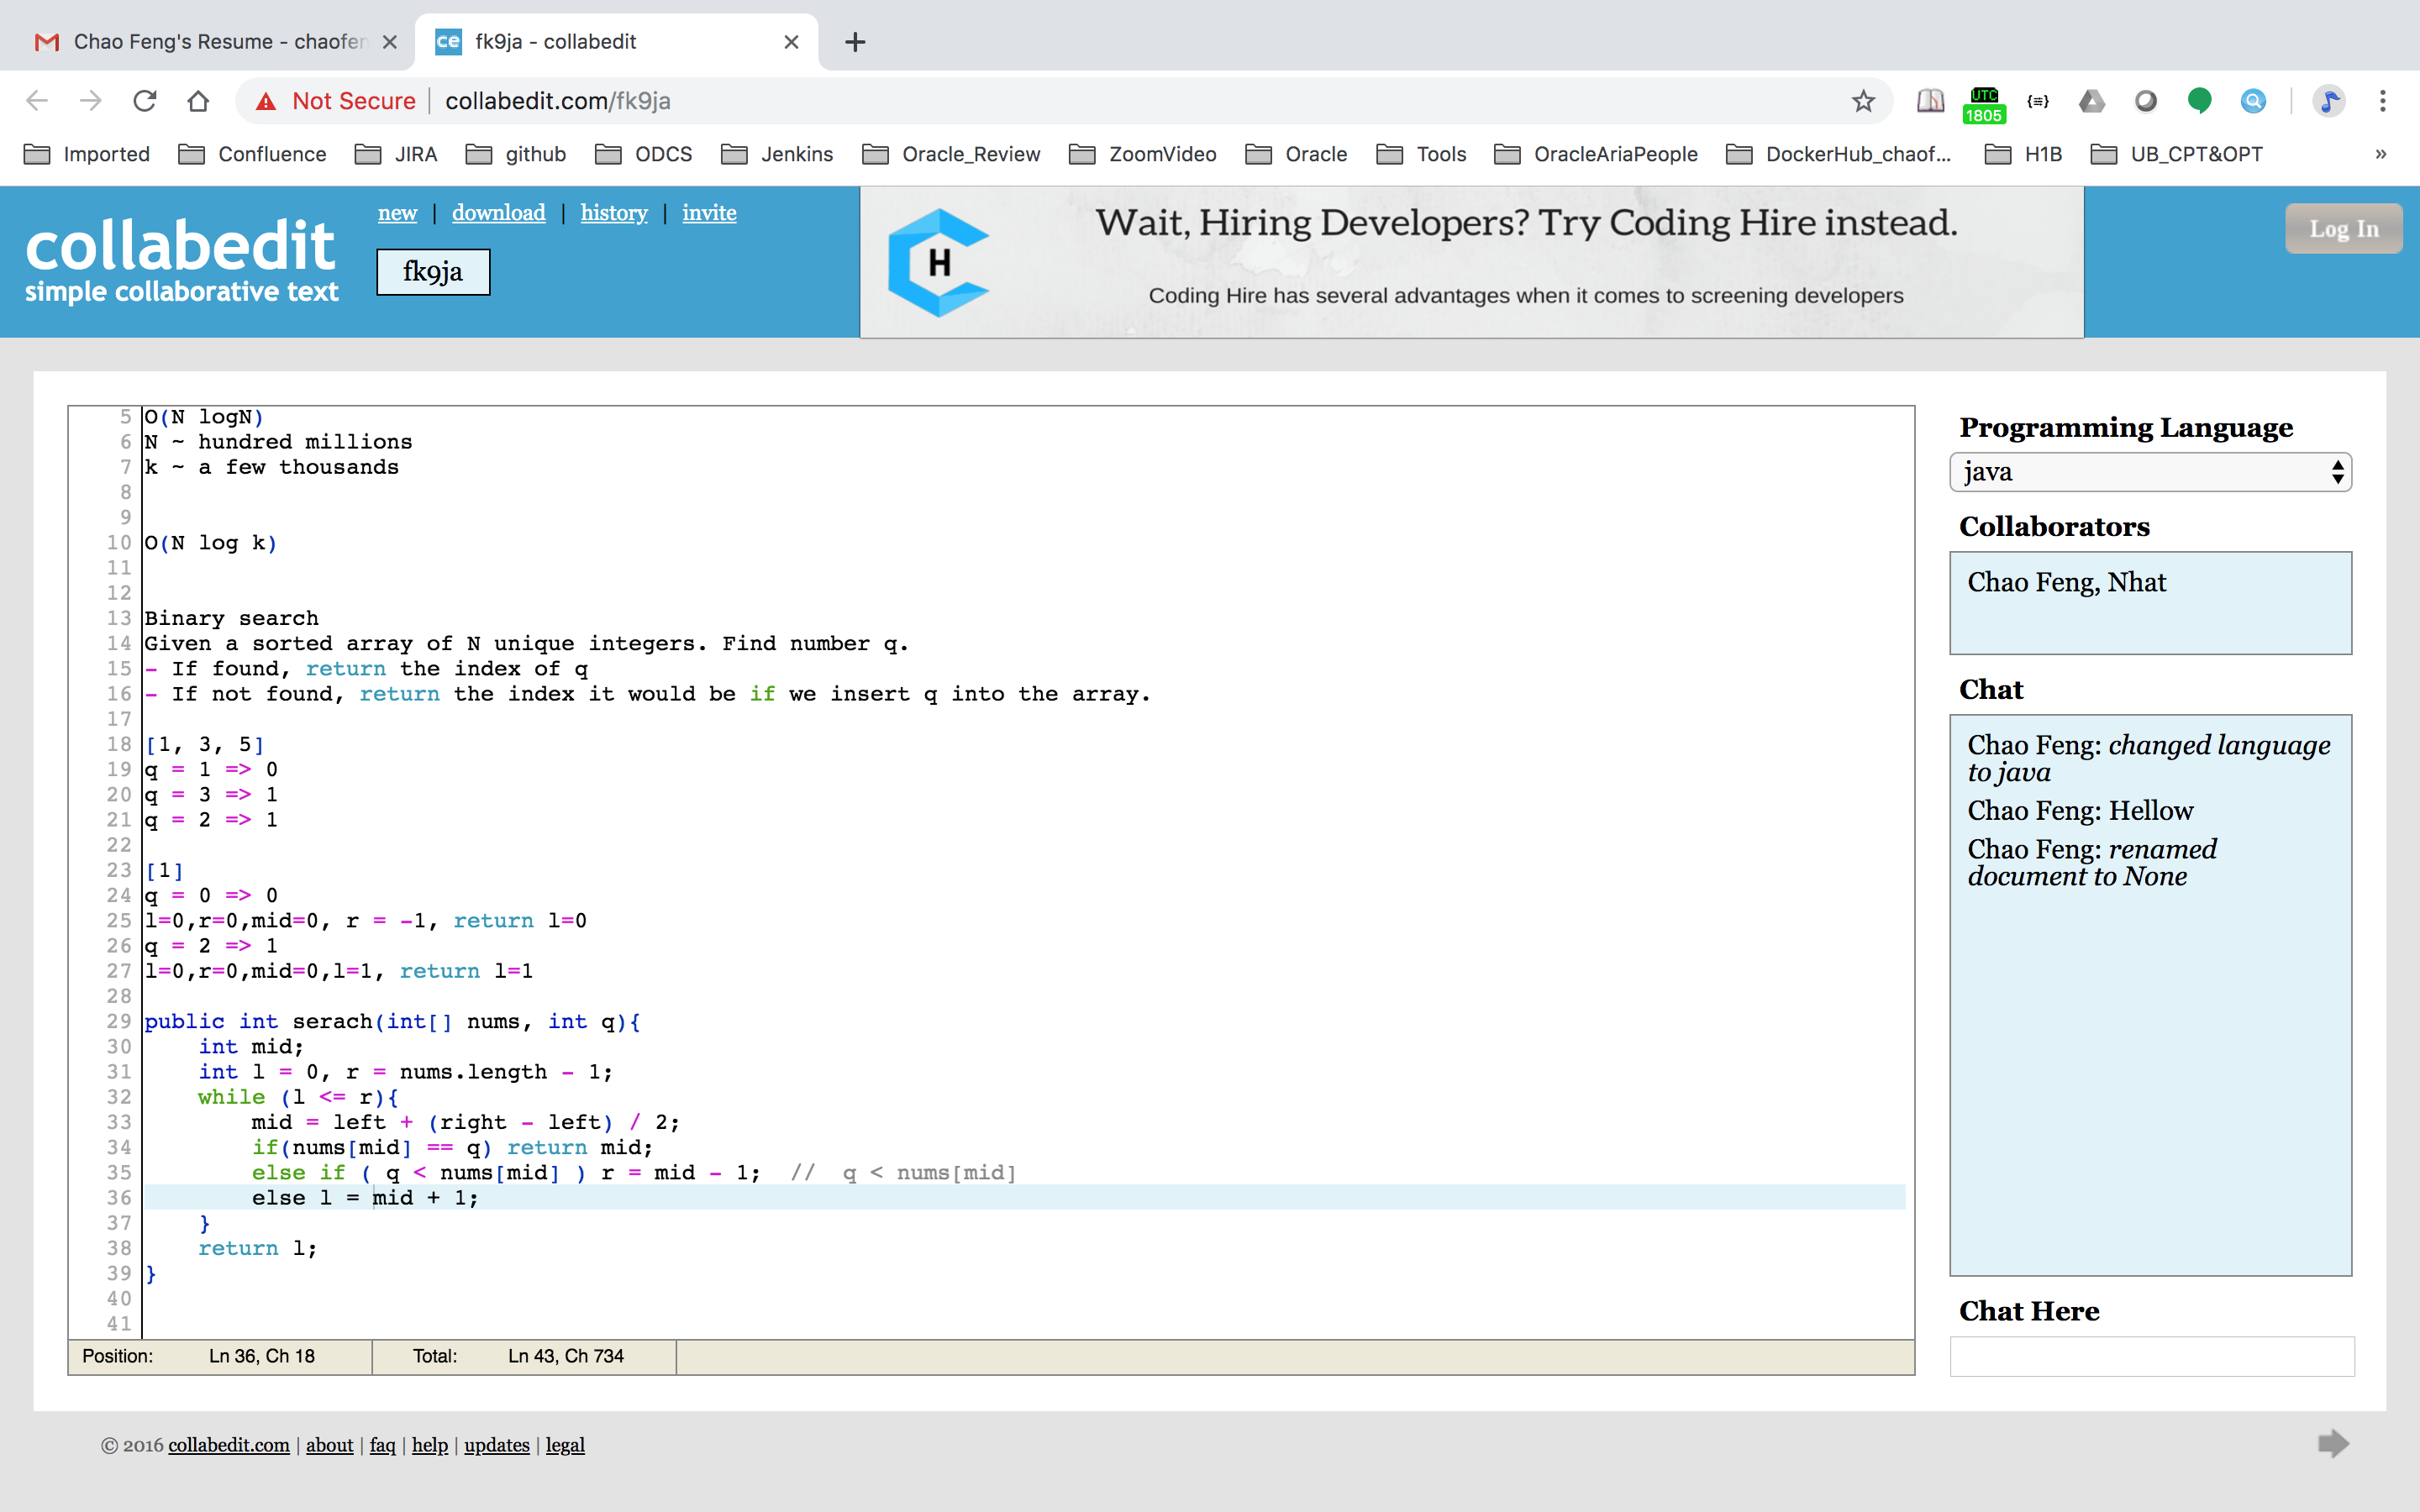 Chao Feng's Resume - chaofen
fk9ja - collabedit
Not Secure
collabedit.com/fk9ja
UTC
1805
Imported
Confluence
JIRA
github
ODCS
Jenkins
Oracle_Review
ZoomVideo
Oracle
Tools
OracleAriaPeople
DockerHub_chaof...
H1B
UB_CPT&OPT
»
collabedit
simple collaborative text
new | download | history | invite
fk9ja
H
Wait, Hiring Developers? Try Coding Hire instead.
Coding Hire has several advantages when it comes to screening developers
Log In
5 O(N logN)
6 N ~ hundred millions
7 k ~ a few thousands
8
9
10 O(N log k)
11
12
13 Binary search
14 Given a sorted array of N unique integers. Find number q.
15 - If found, return the index of q
16 - If not found, return the index it would be if we insert q into the array.
17
18 [1, 3, 5]
19 q = 1 => 0
20 q = 3 => 1
21 q = 2 => 1
22
23 [1]
24 q = 0 => 0
25 l=0,r=0,mid=0, r = -1, return l=0
26 q = 2 => 1
27 l=0,r=0,mid=0,l=1, return l=1
28
29 public int serach(int[] nums, int q){
30     int mid;
31     int l = 0, r = nums.length - 1;
32     while (l <= r){
33         mid = left + (right - left) / 2;
34         if(nums[mid] == q) return mid;
35         else if ( q < nums[mid] ) r = mid - 1;  //  q < nums[mid]
36         else l = mid + 1;
37     }
38     return l;
39 }
40
41
Position: Ln 36, Ch 18
Total: Ln 43, Ch 734
Programming Language
java
Collaborators
Chao Feng, Nhat
Chat
Chao Feng: changed language
to java
Chao Feng: Hellow
Chao Feng: renamed
document to None
Chat Here
© 2016 collabedit.com | about | faq | help | updates | legal